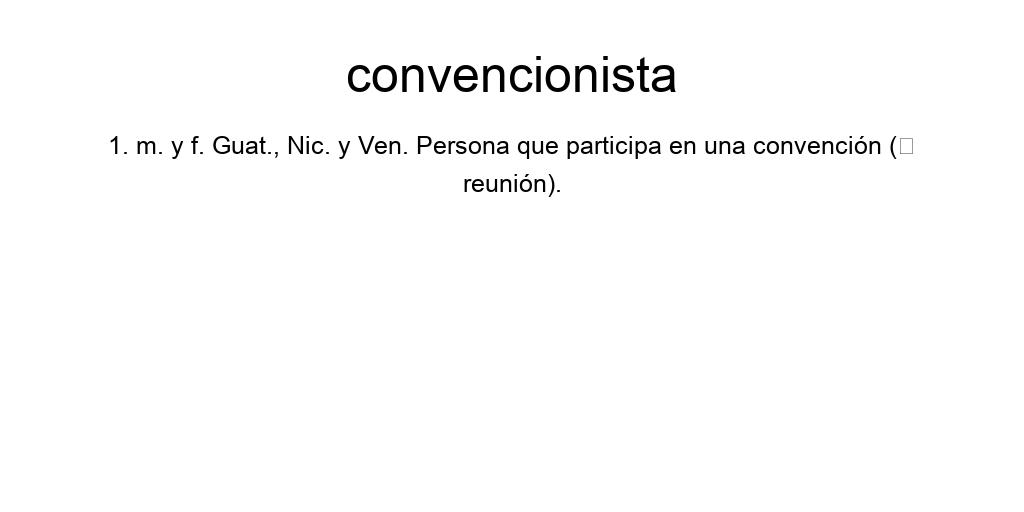 convencionista
1. m. y f. Guat., Nic. y Ven. Persona que participa en una convención (□
reunión).